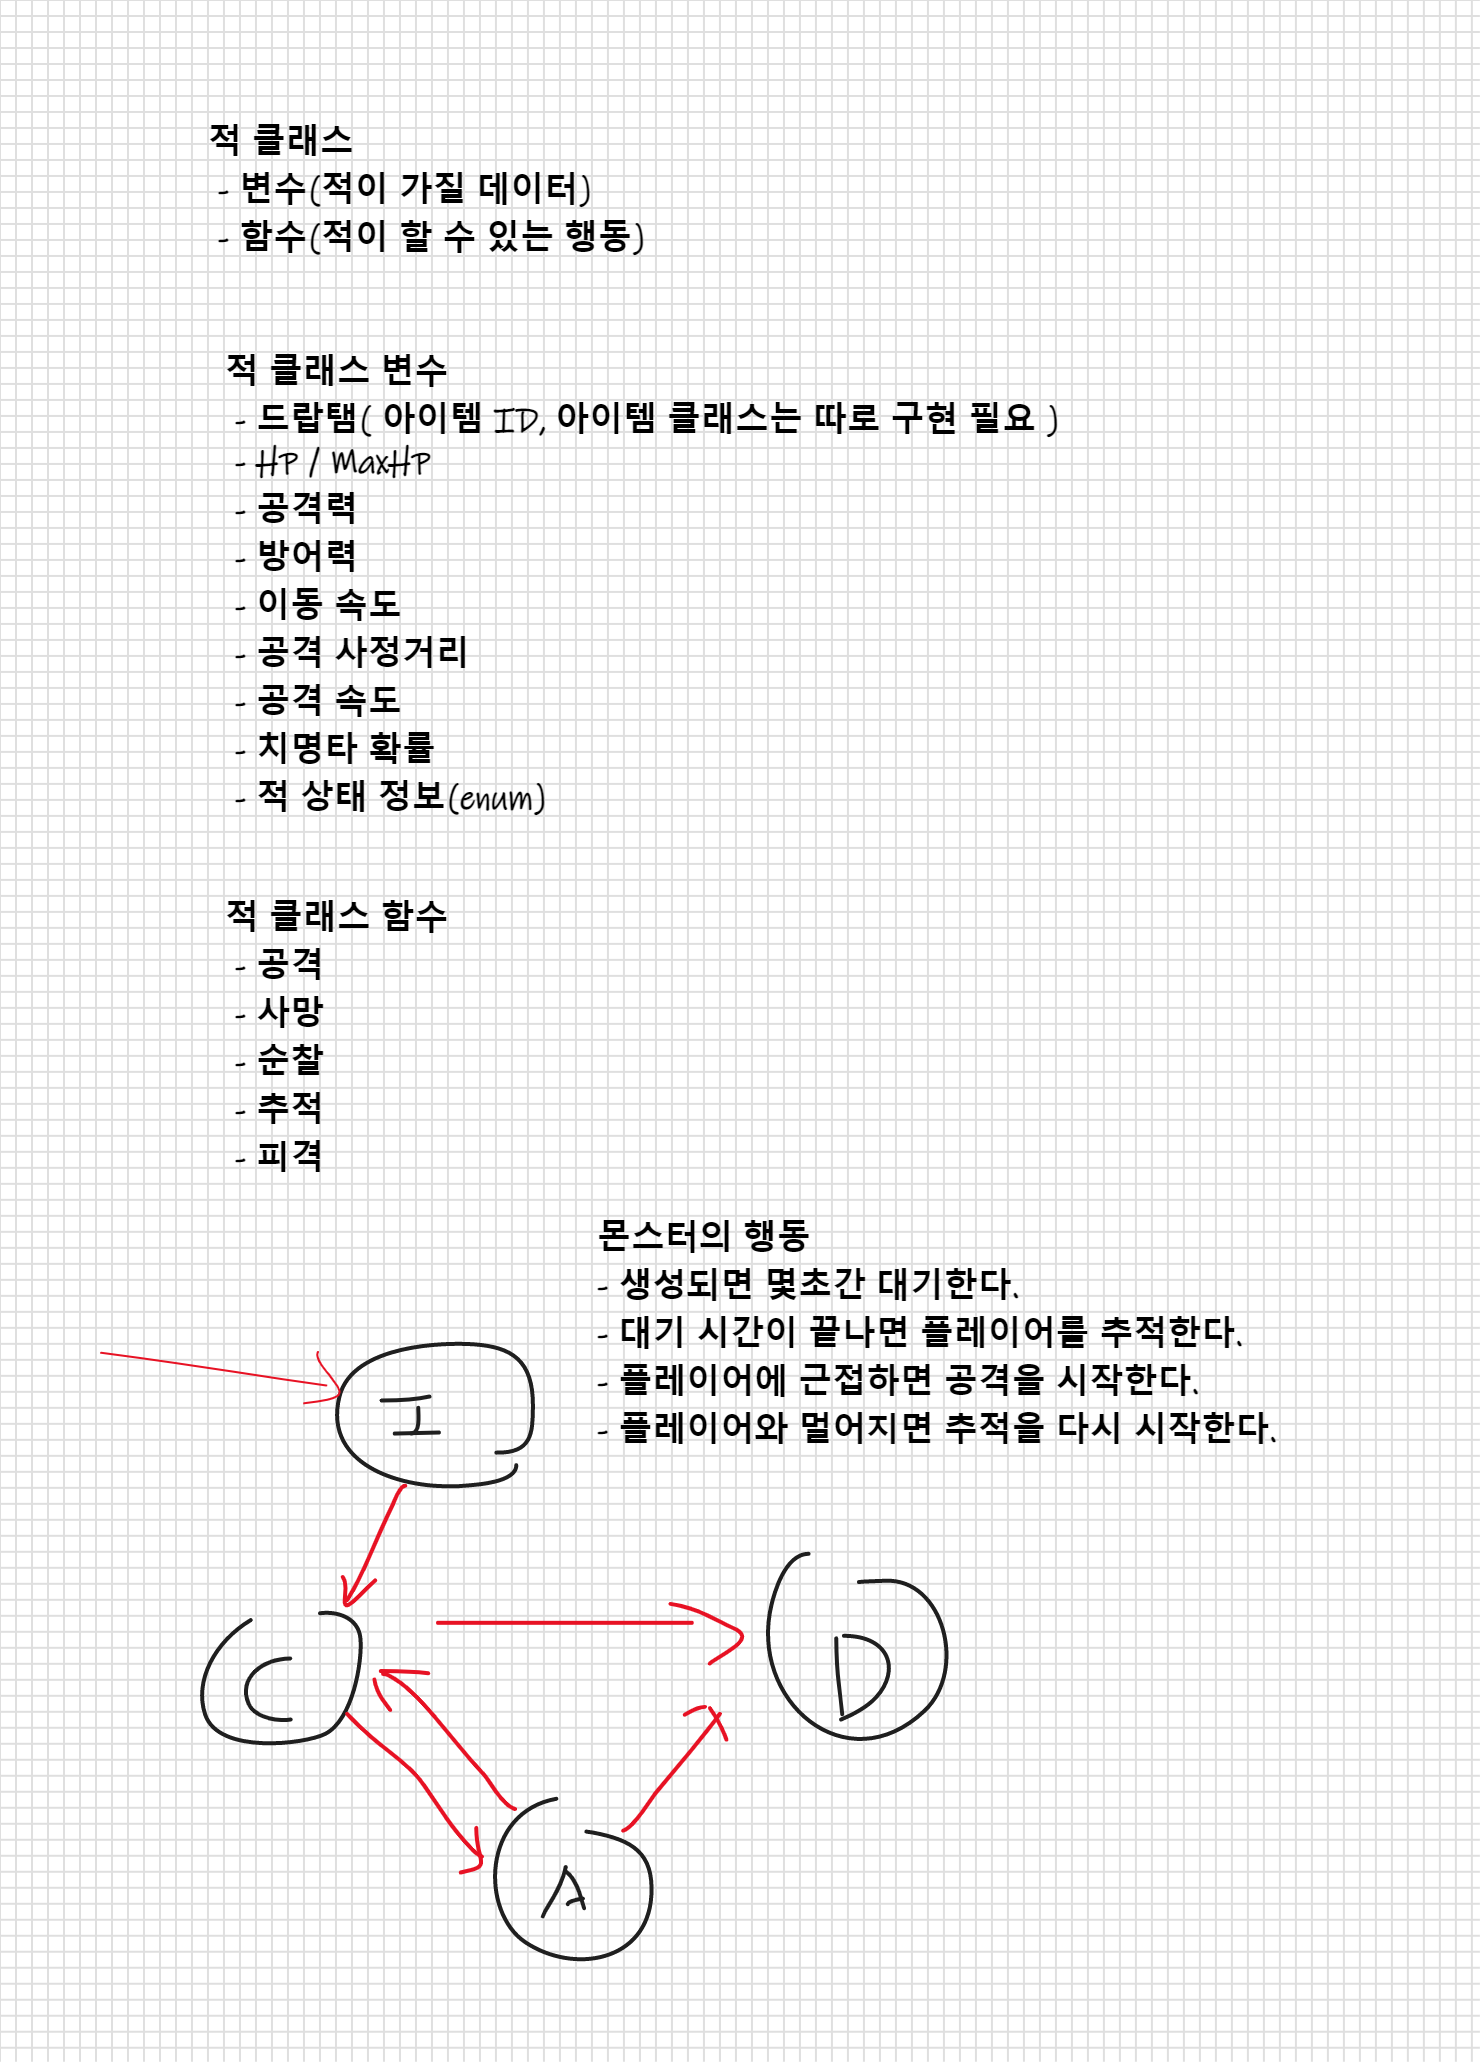 적 클래스
- 변수(적이 가질 데이터)
- 함수(적이 할 수 있는 행동)
적 클래스 변수
- 드랍탬( 아이템 ID, 아이템 클래스는 따로 구현 필요 )
- HP / MaxHP
- 공격력
- 방어력
- 이동 속도
- 공격 사정거리
- 공격 속도
- 치명타 확률
- 적 상태 정보(enum)
적 클래스 함수
- 공격
- 사망
- 순찰
- 추적
- 피격
몬스터의 행동
- 생성되면 몇초간 대기한다.
- 대기 시간이 끝나면 플레이어를 추적한다.
- 플레이어에 근접하면 공격을 시작한다.
- 플레이어와 멀어지면 추적을 다시 시작한다.
I
C
D
A